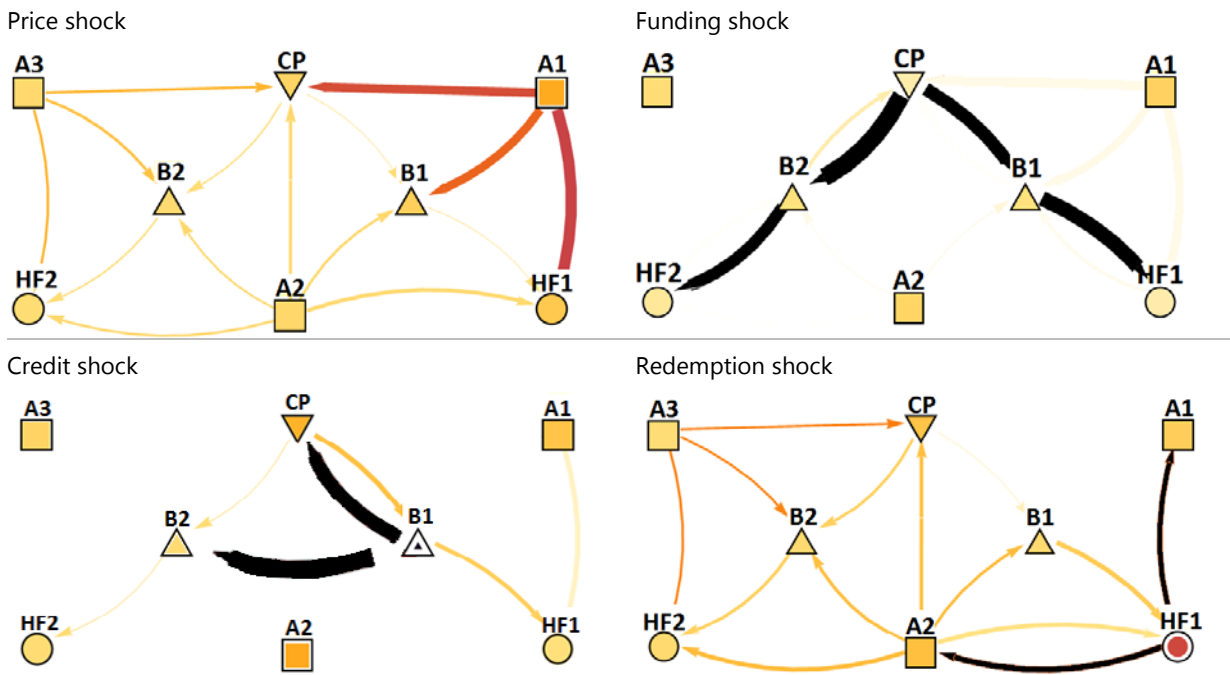 Price shock
A3
CP
A1
B2
B1
HF2
A2
HF1
Funding shock
A3
CP
A1
B2
B1
HF2
A2
HF1
Credit shock
A3
CP
A1
B2
B1
HF2
A2
HF1
Redemption shock
A3
CP
A1
B2
B1
HF2
A2
HF1